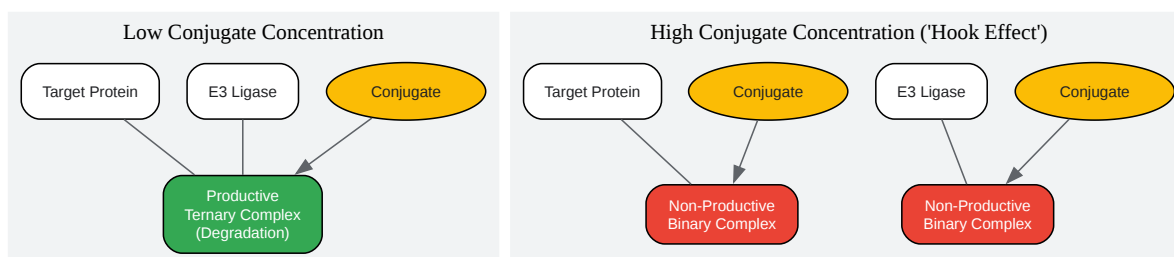 Low Conjugate Concentration
Target Protein
E3 Ligase
Conjugate
Productive
Ternary Complex
(Degradation)
High Conjugate Concentration ('Hook Effect')
Target Protein
Conjugate
E3 Ligase
Conjugate
Non-Productive
Binary Complex
Non-Productive
Binary Complex